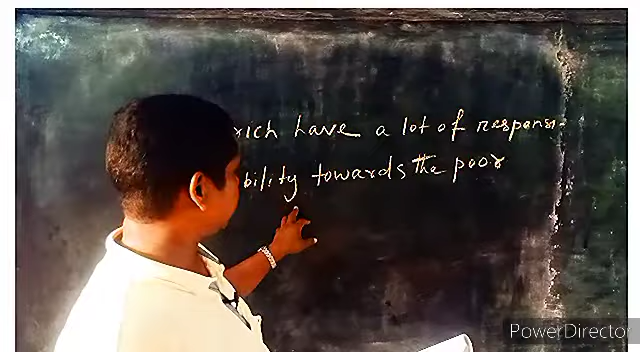 rich have a lot of responsi-
bility towards the poor
PowerDirector